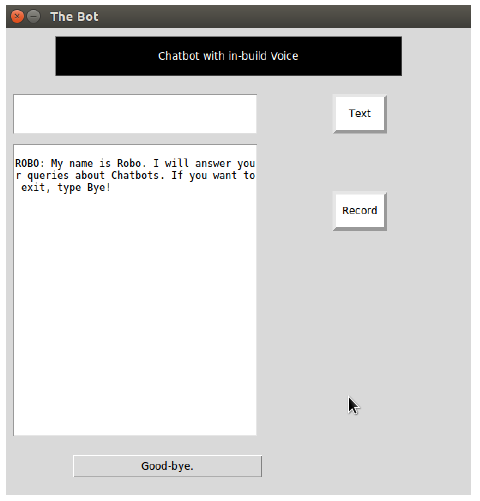 The Bot
Chatbot with in-build Voice
Text
ROBO: My name is Robo. I will answer you
r queries about Chatbots. If you want to
 exit, type Bye!
Record
Good-bye.